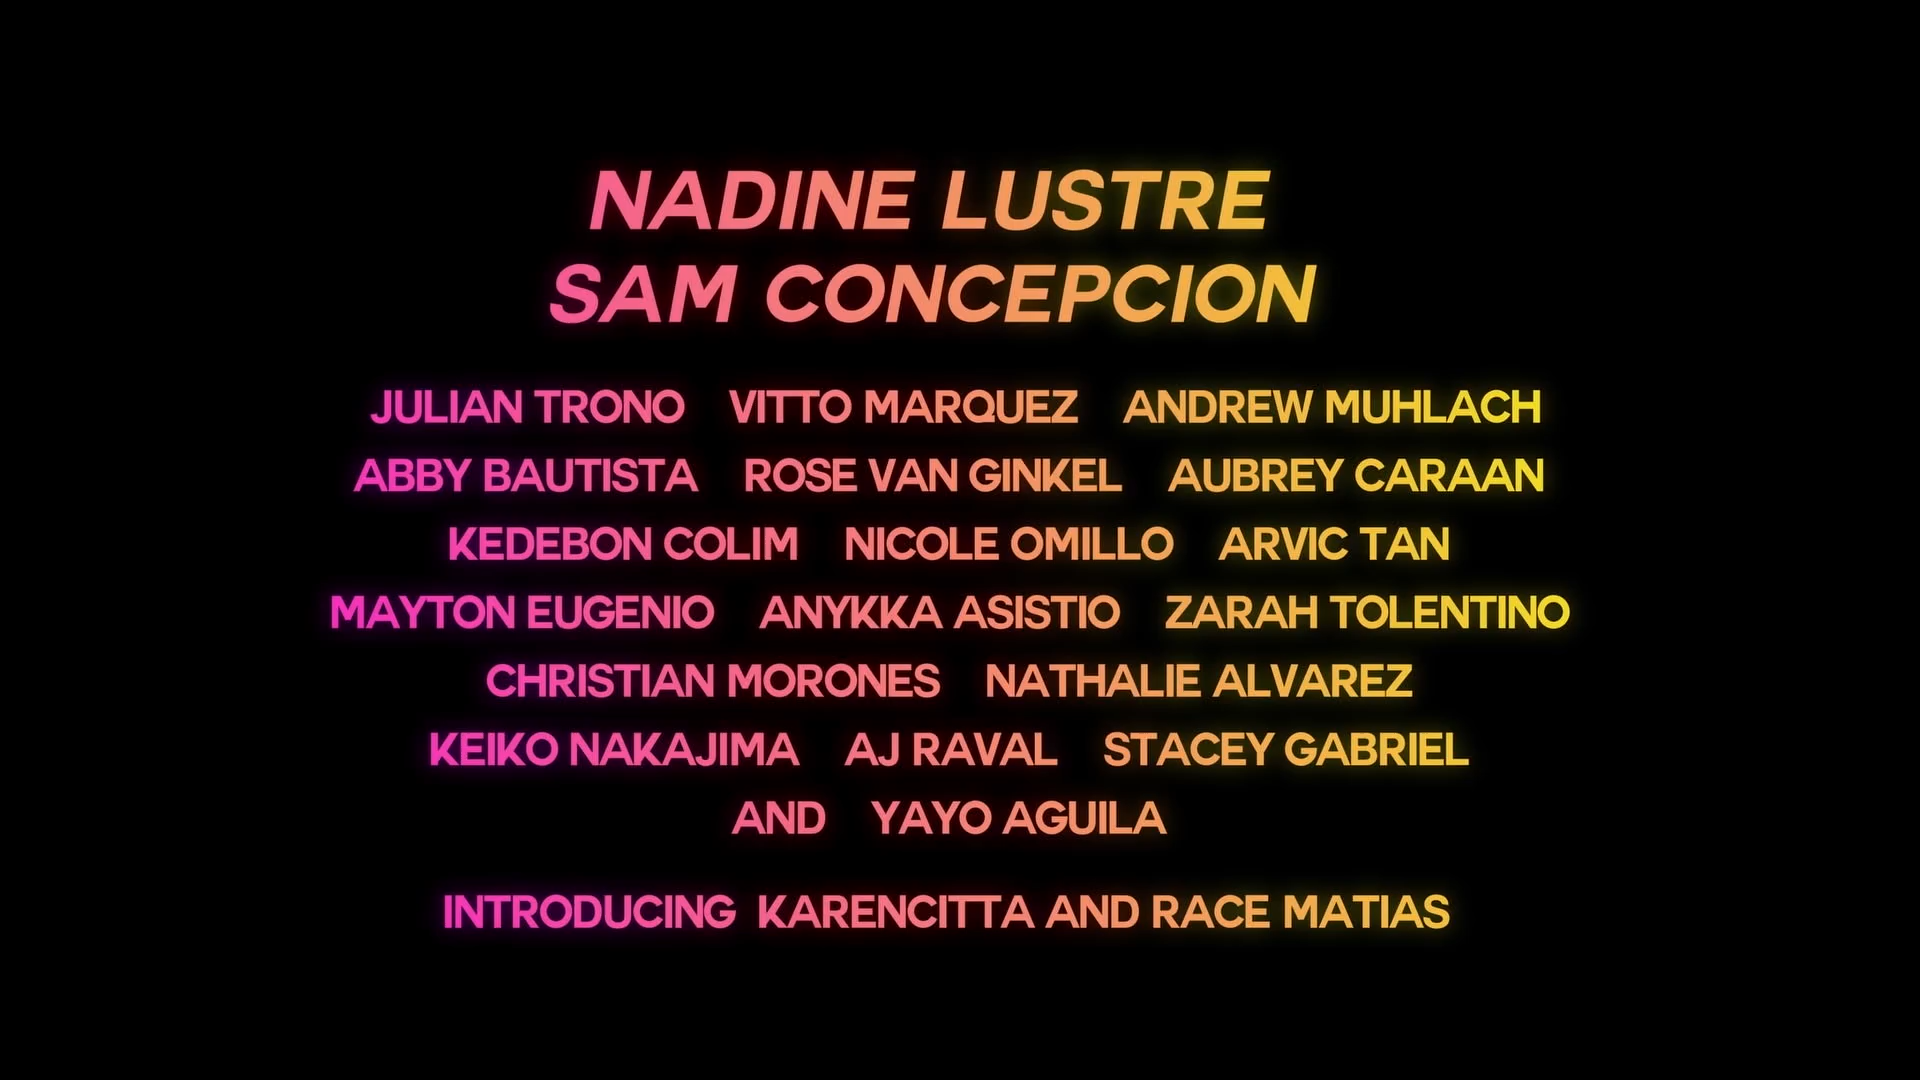 NADINE LUSTRE
SAM CONCEPCION
JULIAN TRONO VITTO MARQUEZ ANDREW MUHLACH
ABBY BAUTISTA ROSE VAN GINKEL AUBREY CARAAN
KEDEBON COLIM NICOLE OMILLO ARVIC TAN
MAYTON EUGENIO ANYKKA ASISTIO ZARAH TOLENTINO
CHRISTIAN MORONES NATHALIE ALVAREZ
KEIKO NAKAJIMA AJ RAVAL STACEY GABRIEL
AND YAYO AGUILA
INTRODUCING KARENCITTA AND RACE MATIAS